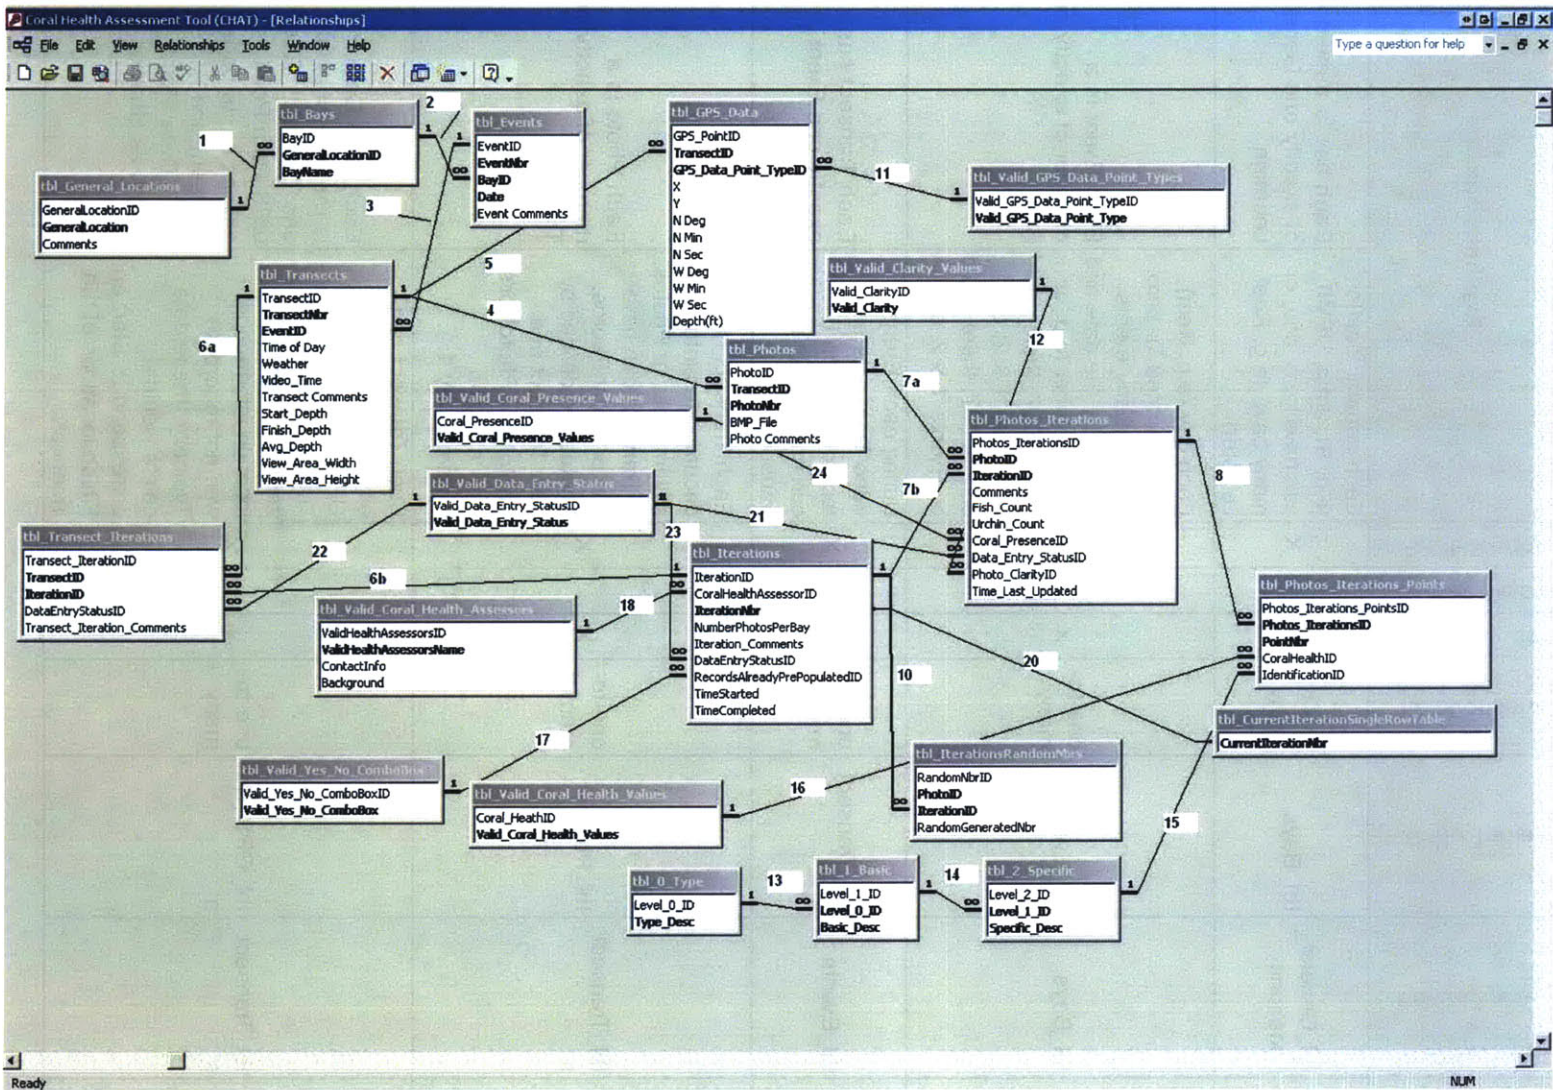 Coral Health Assessment Tool (CHAT) - [Relationships]
File Edit View Relationships Tools Window Help
Type a question for help
tbl_Bays
BayID
GeneralLocationID
BayName
tbl_Events
EventID
EventNbr
BayID
Date
Event Comments
tbl_GPS_Data
GPS_PointID
TransectID
GPS_Data_Point_TypeID
X
Y
N Deg
N Min
N Sec
W Deg
W Min
W Sec
Depth(ft)
tbl_Valid_GPS_Data_Point_Types
Valid_GPS_Data_Point_TypeID
Valid_GPS_Data_Point_Type
tbl_General_Locations
GeneralLocationID
GeneralLocation
Comments
tbl_Transects
TransectID
TransectNbr
EventID
Time of Day
Weather
Video_Time
Transect Comments
Start_Depth
Finish_Depth
Avg_Depth
View_Area_Width
View_Area_Height
tbl_Valid_Clarity_Values
Valid_ClarityID
Valid_Clarity
tbl_Photos
PhotoID
TransectID
PhotoNbr
BMP_File
Photo Comments
tbl_Valid_Coral_Presence_Values
Coral_PresenceID
Valid_Coral_Presence_Values
tbl_Photos_Iterations
Photos_IterationsID
PhotoID
IterationID
Comments
Fish_Count
Urchin_Count
Coral_PresenceID
Data_Entry_StatusID
Photo_ClarityID
Time_Last_Updated
tbl_Valid_Data_Entry_Status
Valid_Data_Entry_StatusID
Valid_Data_Entry_Status
tbl_Transect_Iterations
Transect_IterationID
TransectID
IterationID
DataEntryStatusID
Transect_Iteration_Comments
tbl_Iterations
IterationID
CoralHealthAssessorID
IterationNbr
NumberPhotosPerBay
Iteration_Comments
DataEntryStatusID
RecordsAlreadyPrePopulatedID
TimeStarted
TimeCompleted
tbl_Valid_Coral_Health_Assessors
ValidHealthAssessorsID
ValidHealthAssessorsName
ContactInfo
Background
tbl_Photos_Iterations_Points
Photos_Iterations_PointsID
Photos_IterationsID
PointNbr
CoralHealthID
IdentificationID
tbl_CurrentIterationSingleRowTable
CurrentIterationNbr
tbl_IterationsRandomNbrs
RandomNbrID
PhotoID
IterationID
RandomGeneratedNbr
tbl_Valid_Yes_No_ComboBox
Valid_Yes_No_ComboBoxID
Valid_Yes_No_ComboBox
tbl_Valid_Coral_Health_Values
Coral_HeathID
Valid_Coral_Health_Values
tbl_0_Type
Level_0_ID
Type_Desc
tbl_1_Basic
Level_1_ID
Level_0_ID
Basic_Desc
tbl_2_Specific
Level_2_ID
Level_1_ID
Specific_Desc
1
2
3
4
5
6a
6b
7a
7b
8
10
11
12
13
14
15
16
17
18
20
21
22
23
24
Ready
NUM